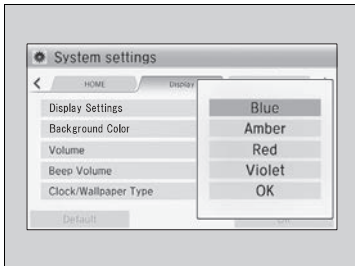 System settings
HOME
Display
Display Settings
Background Color
Volume
Beep Volume
Clock/Wallpaper Type
Default
Blue
Amber
Red
Violet
OK
OK